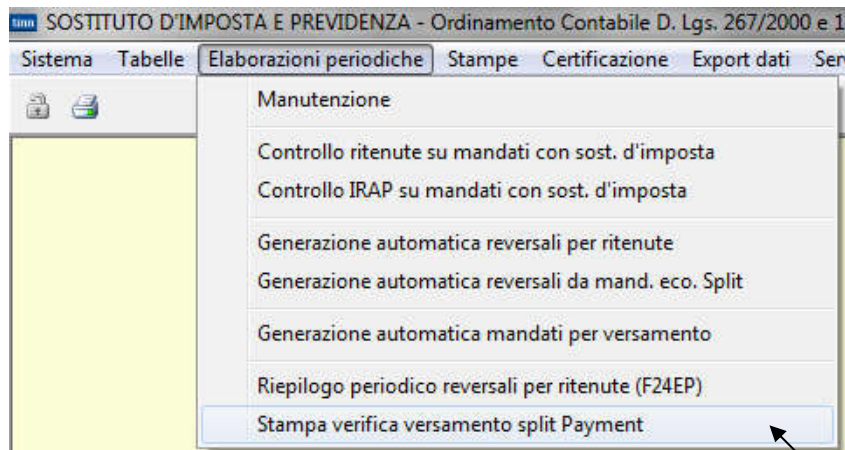 tinn SOSTITUTO D'IMPOSTA E PREVIDENZA - Ordinamento Contabile D. Lgs. 267/2000 e 1
Sistema Tabelle Elaborazioni periodiche Stampe Certificazione Export dati Ser
Manutenzione
Controllo ritenute su mandati con sost. d'imposta
Controllo IRAP su mandati con sost. d'imposta
Generazione automatica reversali per ritenute
Generazione automatica reversali da mand. eco. Split
Generazione automatica mandati per versamento
Riepilogo periodico reversali per ritenute (F24EP)
Stampa verifica versamento split Payment